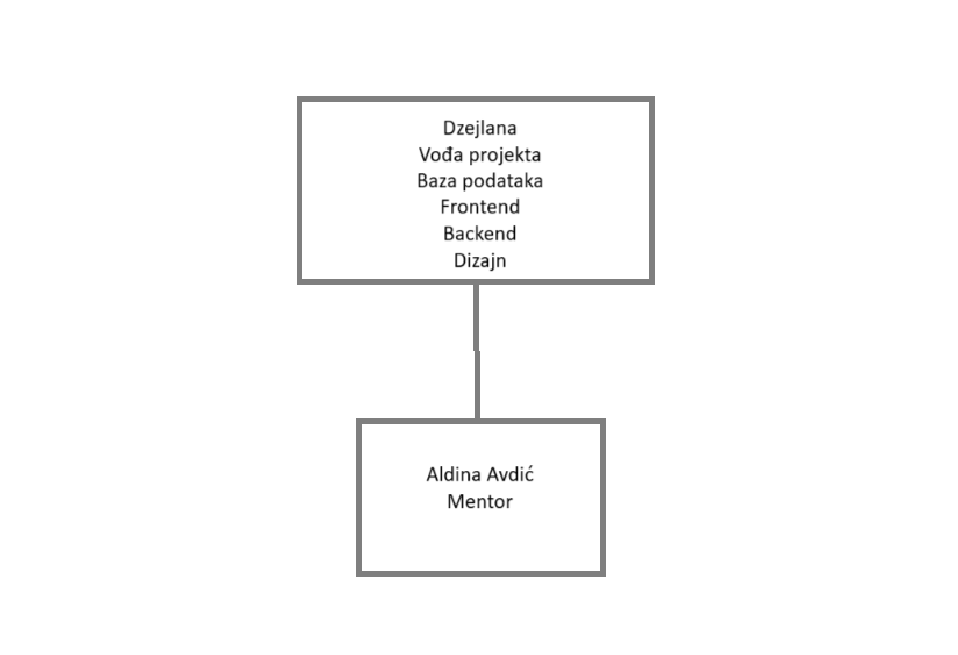 Dzejlana
Vođa projekta
Baza podataka
Frontend
Backend
Dizajn
Aldina Avdić
Mentor